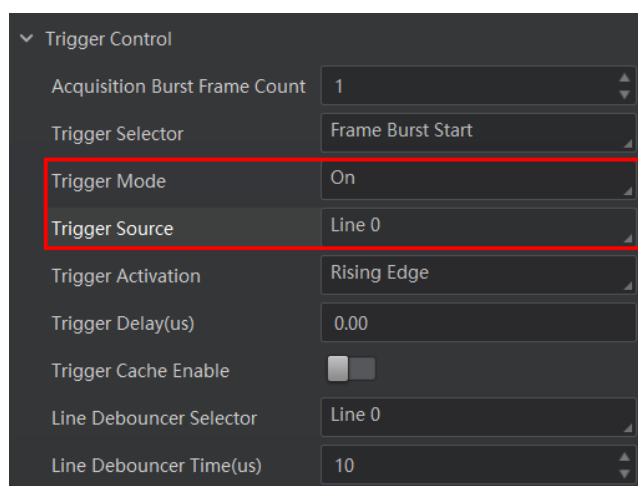 Trigger Control
Acquisition Burst Frame Count 1
Trigger Selector Frame Burst Start
Trigger Mode On
Trigger Source Line 0
Trigger Activation Rising Edge
Trigger Delay(us) 0.00
Trigger Cache Enable
Line Debouncer Selector Line 0
Line Debouncer Time(us) 10